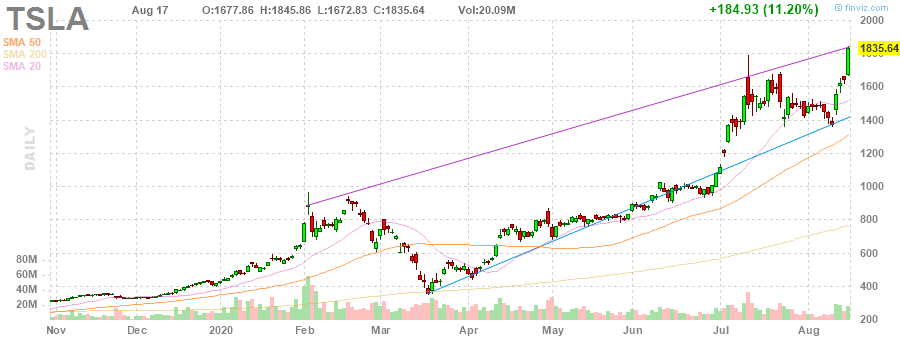 TSLA Aug 17 O:1677.86 H:1845.86 L:1672.83 C:1835.64 Vol:20.09M +184.93 (11.20%) finviz.com
SMA 50
SMA 200
SMA 20
DAILY
2000
1835.64
1600
1400
1200
1000
800
600
400
200
80M
60M
40M
20M
Nov Dec 2020 Feb Mar Apr May Jun Jul Aug